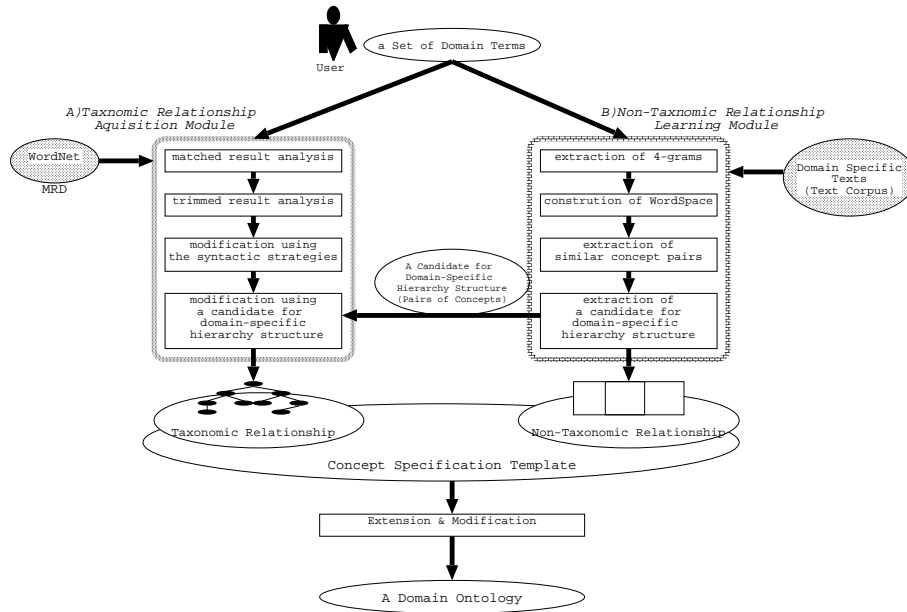 a Set of Domain Terms
User
A)Taxnomic Relationship
Aquisition Module
B)Non-Taxnomic Relationship
Learning Module
WordNet
MRD
matched result analysis
trimmed result analysis
modification using
the syntactic strategies
modification using
a candidate for
domain-specific
hierarchy structure
A Candidate for
Domain-Specific
Hierarchy Structure
(Pairs of Concepts)
extraction of 4-grams
constrution of WordSpace
extraction of
similar concept pairs
extraction of
a candidate for
domain-specific
hierarchy structure
Domain Specific
Texts
(Text Corpus)
Taxonomic Relationship
Non-Taxonomic Relationship
Concept Specification Template
Extension & Modification
A Domain Ontology